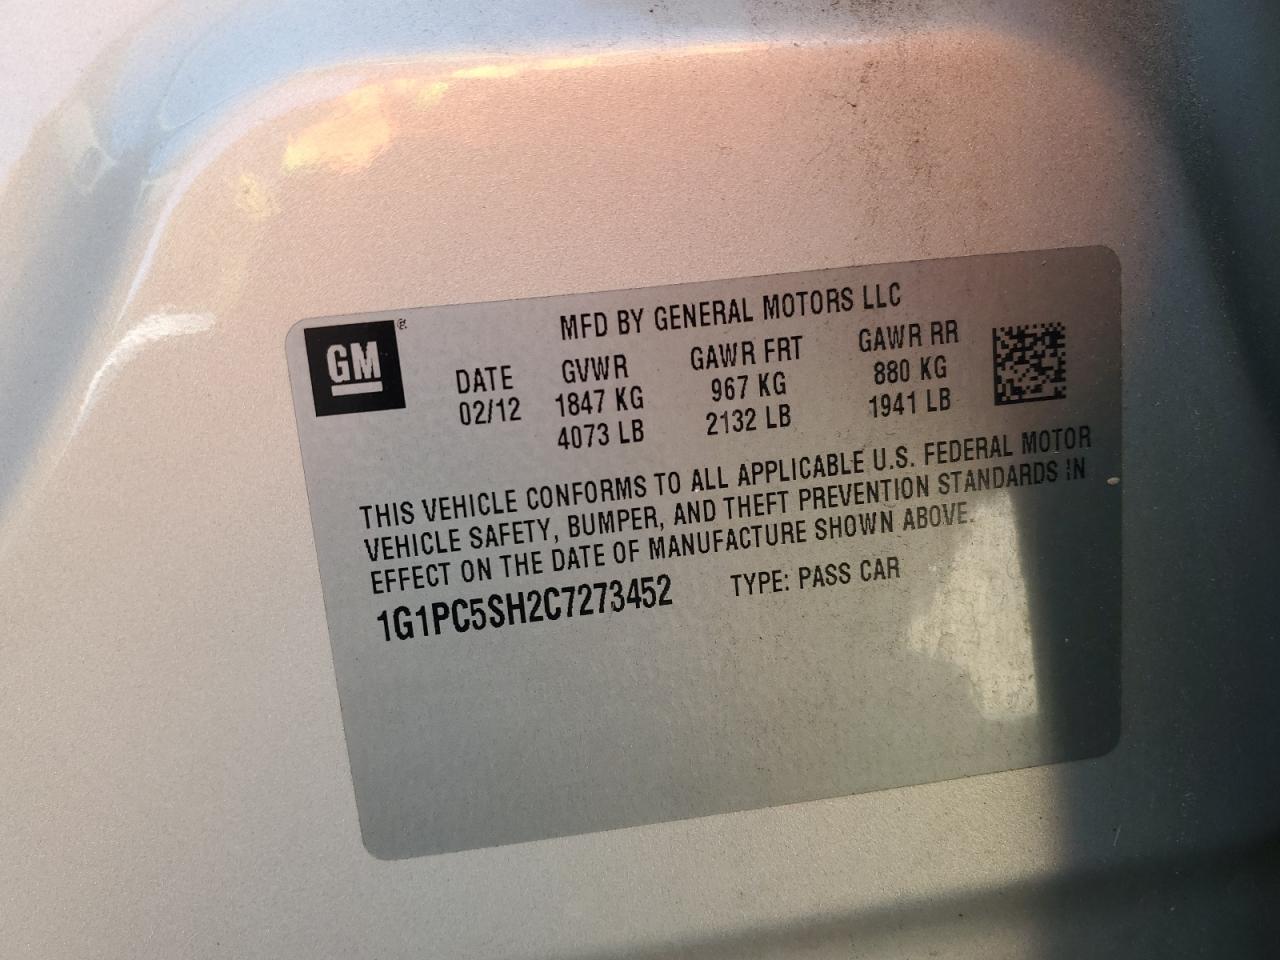 GM
MFD BY GENERAL MOTORS LLC
DATE GVWR GAWR FRT GAWR RR
02/12 1847 KG 967 KG 880 KG
4073 LB 2132 LB 1941 LB
THIS VEHICLE CONFORMS TO ALL APPLICABLE U.S. FEDERAL MOTOR
VEHICLE SAFETY, BUMPER, AND THEFT PREVENTION STANDARDS IN
EFFECT ON THE DATE OF MANUFACTURE SHOWN ABOVE.
1G1PC5SH2C7273452 TYPE: PASS CAR